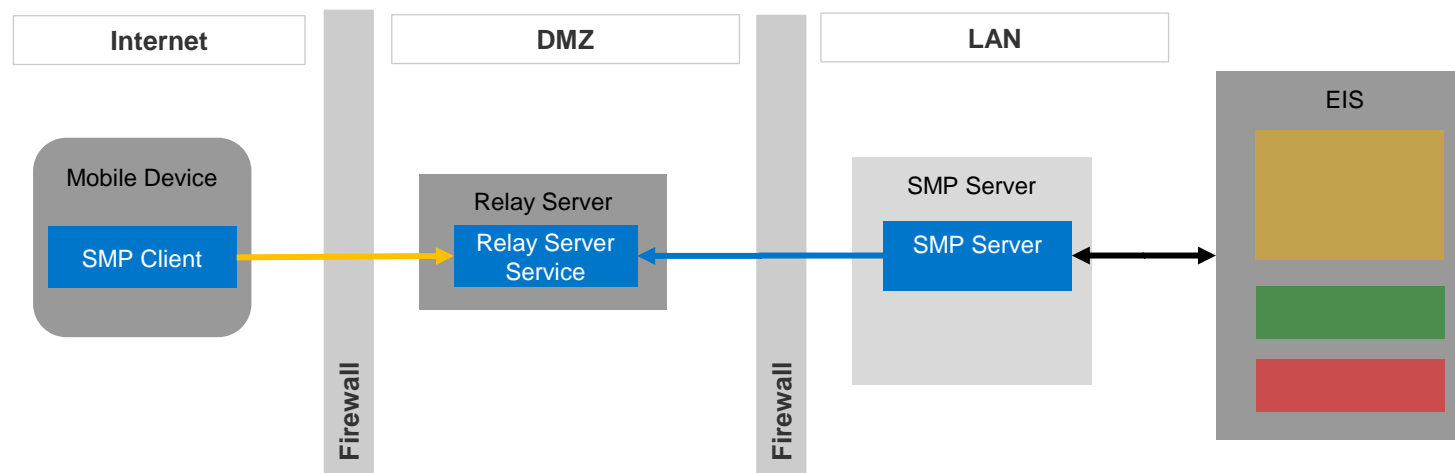 Internet
DMZ
LAN
EIS
Mobile Device
SMP Client
Relay Server
Relay Server
Service
SMP Server
SMP Server
Firewall
Firewall